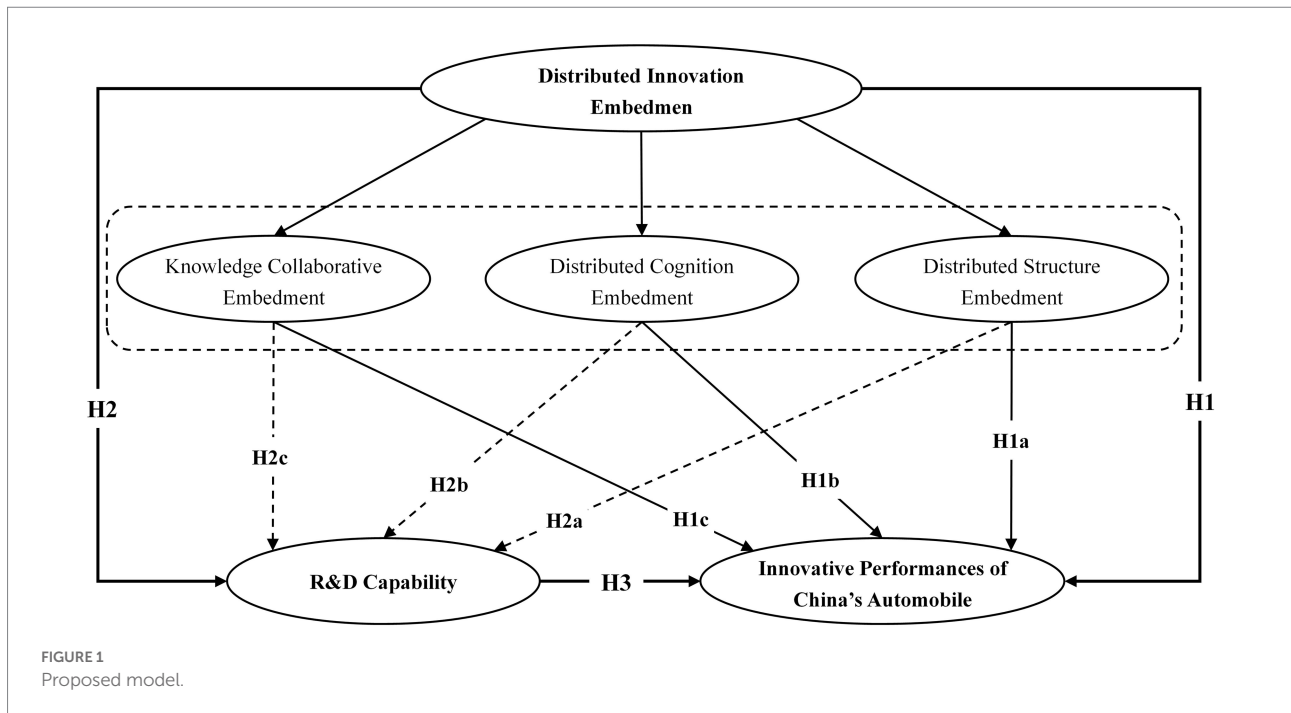 Distributed Innovation
Embedmen
Knowledge Collaborative
Embedment
Distributed Cognition
Embedment
Distributed Structure
Embedment
H2
H1
H2c
H2b
H2a
H1c
H1b
H1a
R&D Capability
H3
Innovative Performances of
China's Automobile
FIGURE 1
Proposed model.